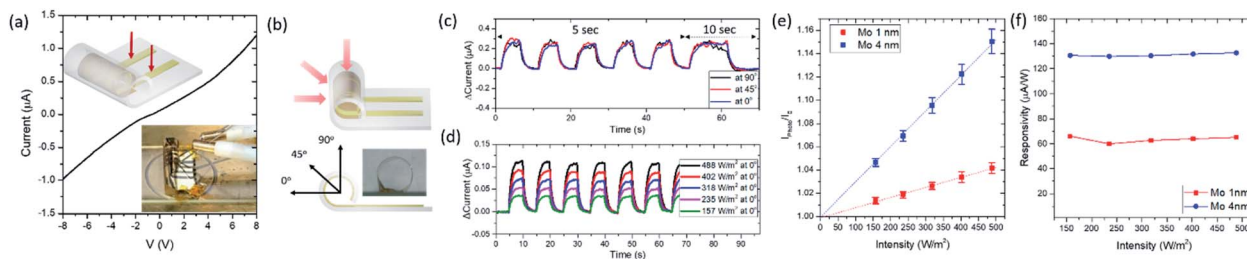 (a)
Current (μA)
1.5
1.0
0.5
0.0
-0.5
-1.0
-1.5
-8 -6 -4 -2 0 2 4 6 8
V (V)
(b)
90°
45°
0°
(c)
5 sec
10 sec
ΔCurrent (μA)
0.4
0.2
0.0
at 90°
at 45°
at 0°
0 20 40 60
Time (s)
(d)
ΔCurrent (μA)
0.15
0.10
0.05
0.00
-0.05
488 W/m² at 0°
402 W/m² at 0°
318 W/m² at 0°
235 W/m² at 0°
157 W/m² at 0°
0 10 20 30 40 50 60 70 80 90
Time (s)
(e)
Mo 1 nm
Mo 4 nm
1.16
1.14
1.12
1.10
1.08
1.06
1.04
1.02
1.00
0 50 100 150 200 250 300 350 400 450 500
Intensity (W/m²)
(f)
Responsivity (μA/W)
160
140
120
100
80
60
40
20
Mo 1nm
Mo 4nm
150 200 250 300 350 400 450 500
Intensity (W/m²)